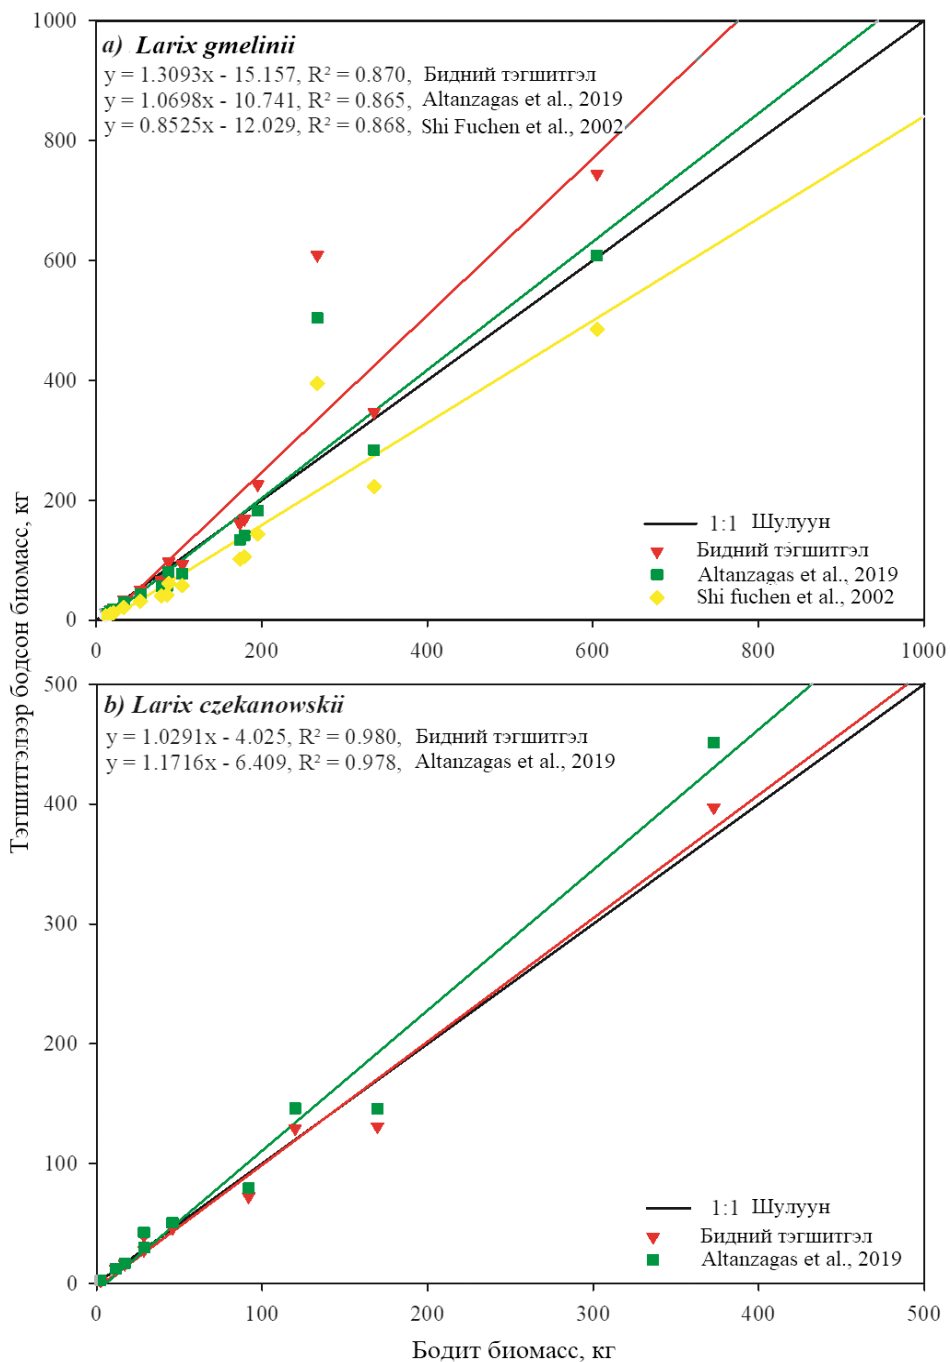 1000
800
600
400
200
0
a) Larix gmelinii
y = 1.3093x - 15.157, R² = 0.870, Бидний тэгшитгэл
y = 1.0698x - 10.741, R² = 0.865, Altanzagas et al., 2019
y = 0.8525x - 12.029, R² = 0.868, Shi Fuchen et al., 2002
1:1 Шулуун
Бидний тэгшитгэл
Altanzagas et al., 2019
Shi fuchen et al., 2002
0 200 400 600 800 1000
Тэгшитгэлээр бодсон биомасс, кг
500
400
300
200
100
0
b) Larix czekanowskii
y = 1.0291x - 4.025, R² = 0.980, Бидний тэгшитгэл
y = 1.1716x - 6.409, R² = 0.978, Altanzagas et al., 2019
1:1 Шулуун
Бидний тэгшитгэл
Altanzagas et al., 2019
0 100 200 300 400 500
Бодит биомасс, кг